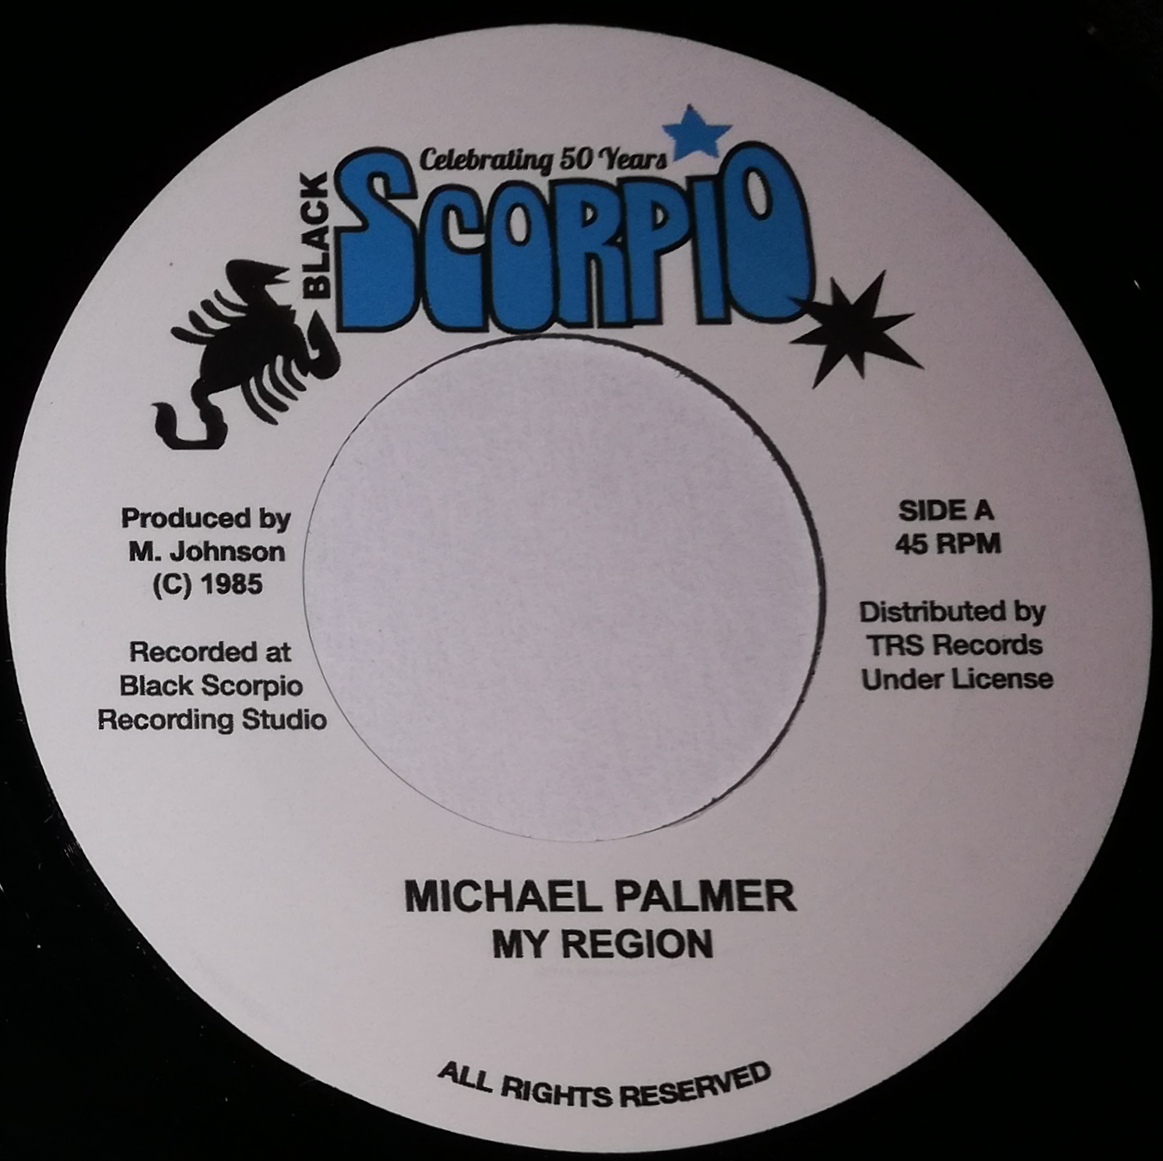 Celebrating 50 Years
BLACK
SCORPIO
Produced by
M. Johnson
(C) 1985
Recorded at
Black Scorpio
Recording Studio
SIDE A
45 RPM
Distributed by
TRS Records
Under License
MICHAEL PALMER
MY REGION
ALL RIGHTS RESERVED